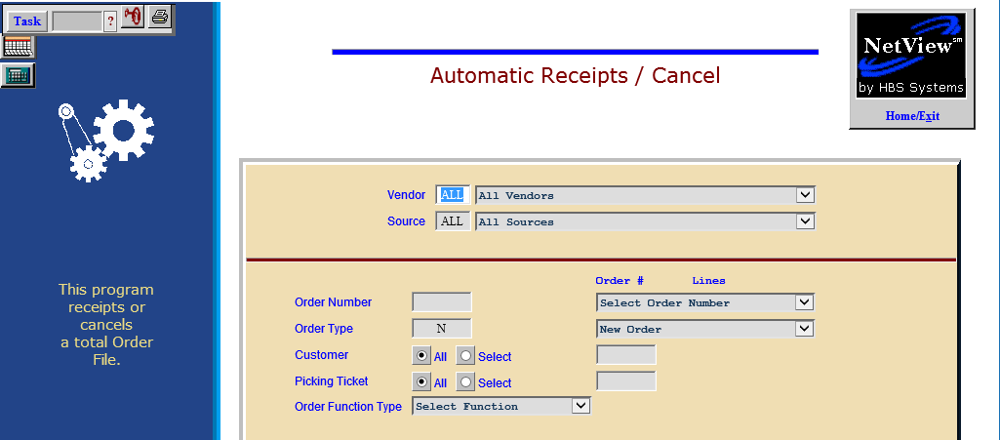 Task ?
NetView sm
by HBS Systems
Home/Exit
Automatic Receipts / Cancel
This program
receipts or
cancels
a total Order
File.
Vendor ALL All Vendors
Source ALL All Sources
Order # Lines
Order Number Select Order Number
Order Type N New Order
Customer All Select
Picking Ticket All Select
Order Function Type Select Function